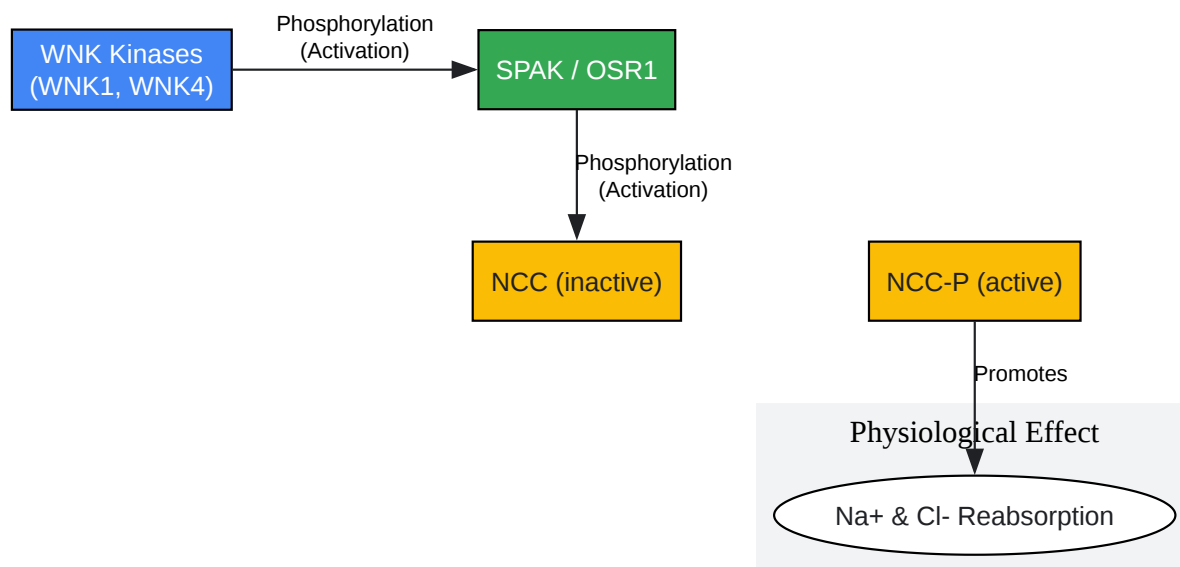 WNK Kinases
(WNK1, WNK4)
Phosphorylation
(Activation)
SPAK / OSR1
Phosphorylation
(Activation)
NCC (inactive)
NCC-P (active)
Promotes
Physiological Effect
Na+ & Cl- Reabsorption